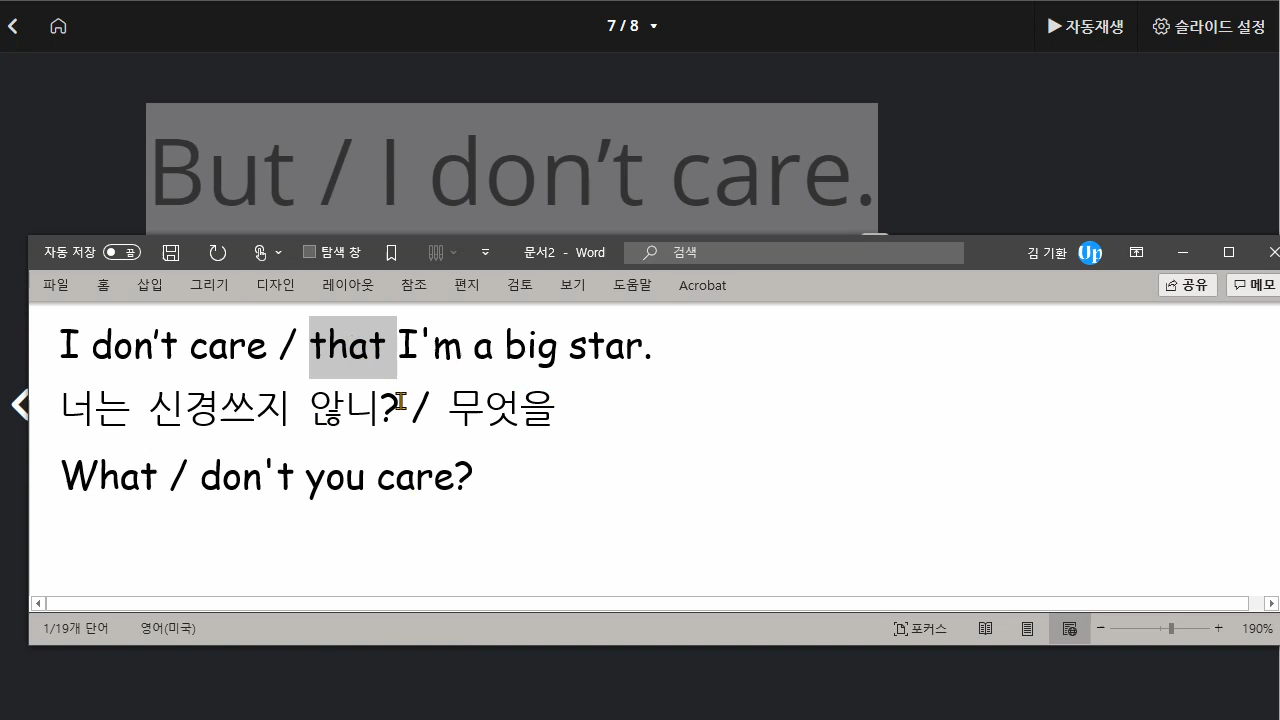 7 / 8
자동재생
슬라이드 설정
But / I don’t care.
자동 저장 끔 탐색 창 문서2 - Word 검색 김 기환 Up
파일 홈 삽입 그리기 디자인 레이아웃 참조 편지 검토 보기 도움말 Acrobat 공유 메모
I don’t care / that I'm a big star.
너는 신경쓰지 않니? / 무엇을
What / don't you care?
1/19개 단어 영어(미국) 포커스 190%